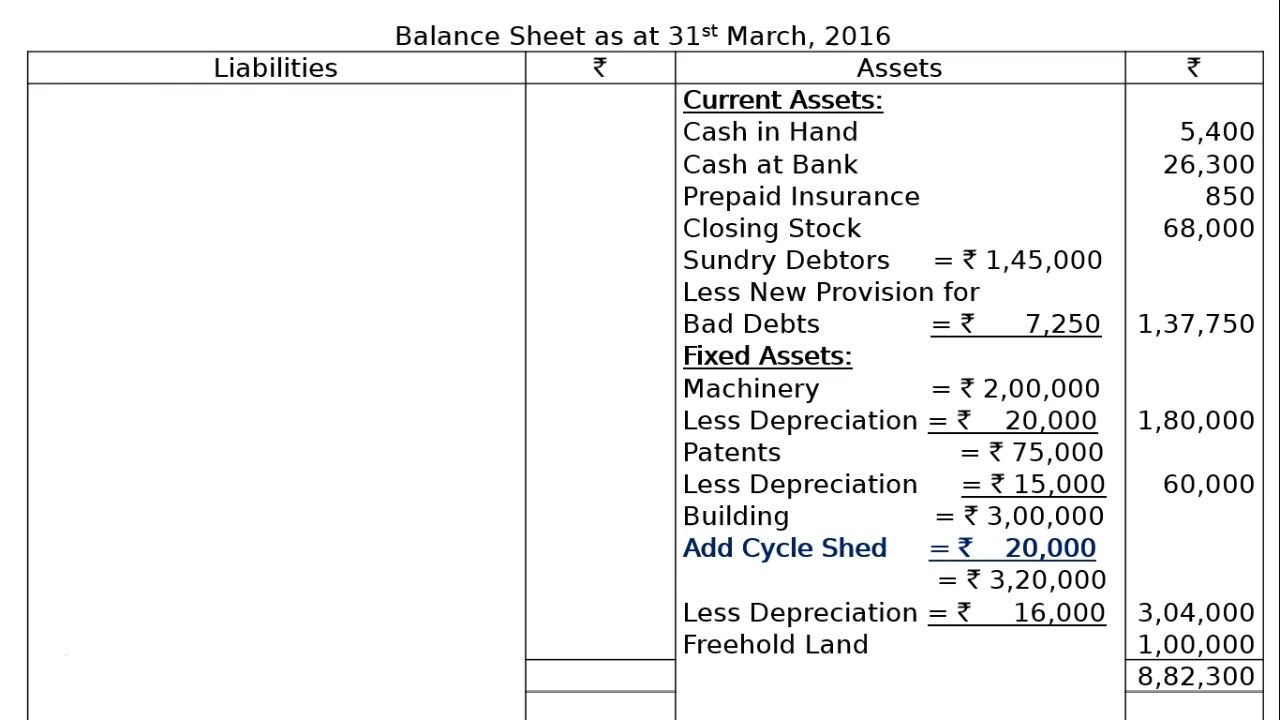 Balance Sheet as at 31st March, 2016
Liabilities ₹ Assets ₹
Current Assets:
Cash in Hand 5,400
Cash at Bank 26,300
Prepaid Insurance 850
Closing Stock 68,000
Sundry Debtors = ₹ 1,45,000
Less New Provision for
Bad Debts = ₹ 7,250 1,37,750
Fixed Assets:
Machinery = ₹ 2,00,000
Less Depreciation = ₹ 20,000 1,80,000
Patents = ₹ 75,000
Less Depreciation = ₹ 15,000 60,000
Building = ₹ 3,00,000
Add Cycle Shed = ₹ 20,000
= ₹ 3,20,000
Less Depreciation = ₹ 16,000 3,04,000
Freehold Land 1,00,000
8,82,300